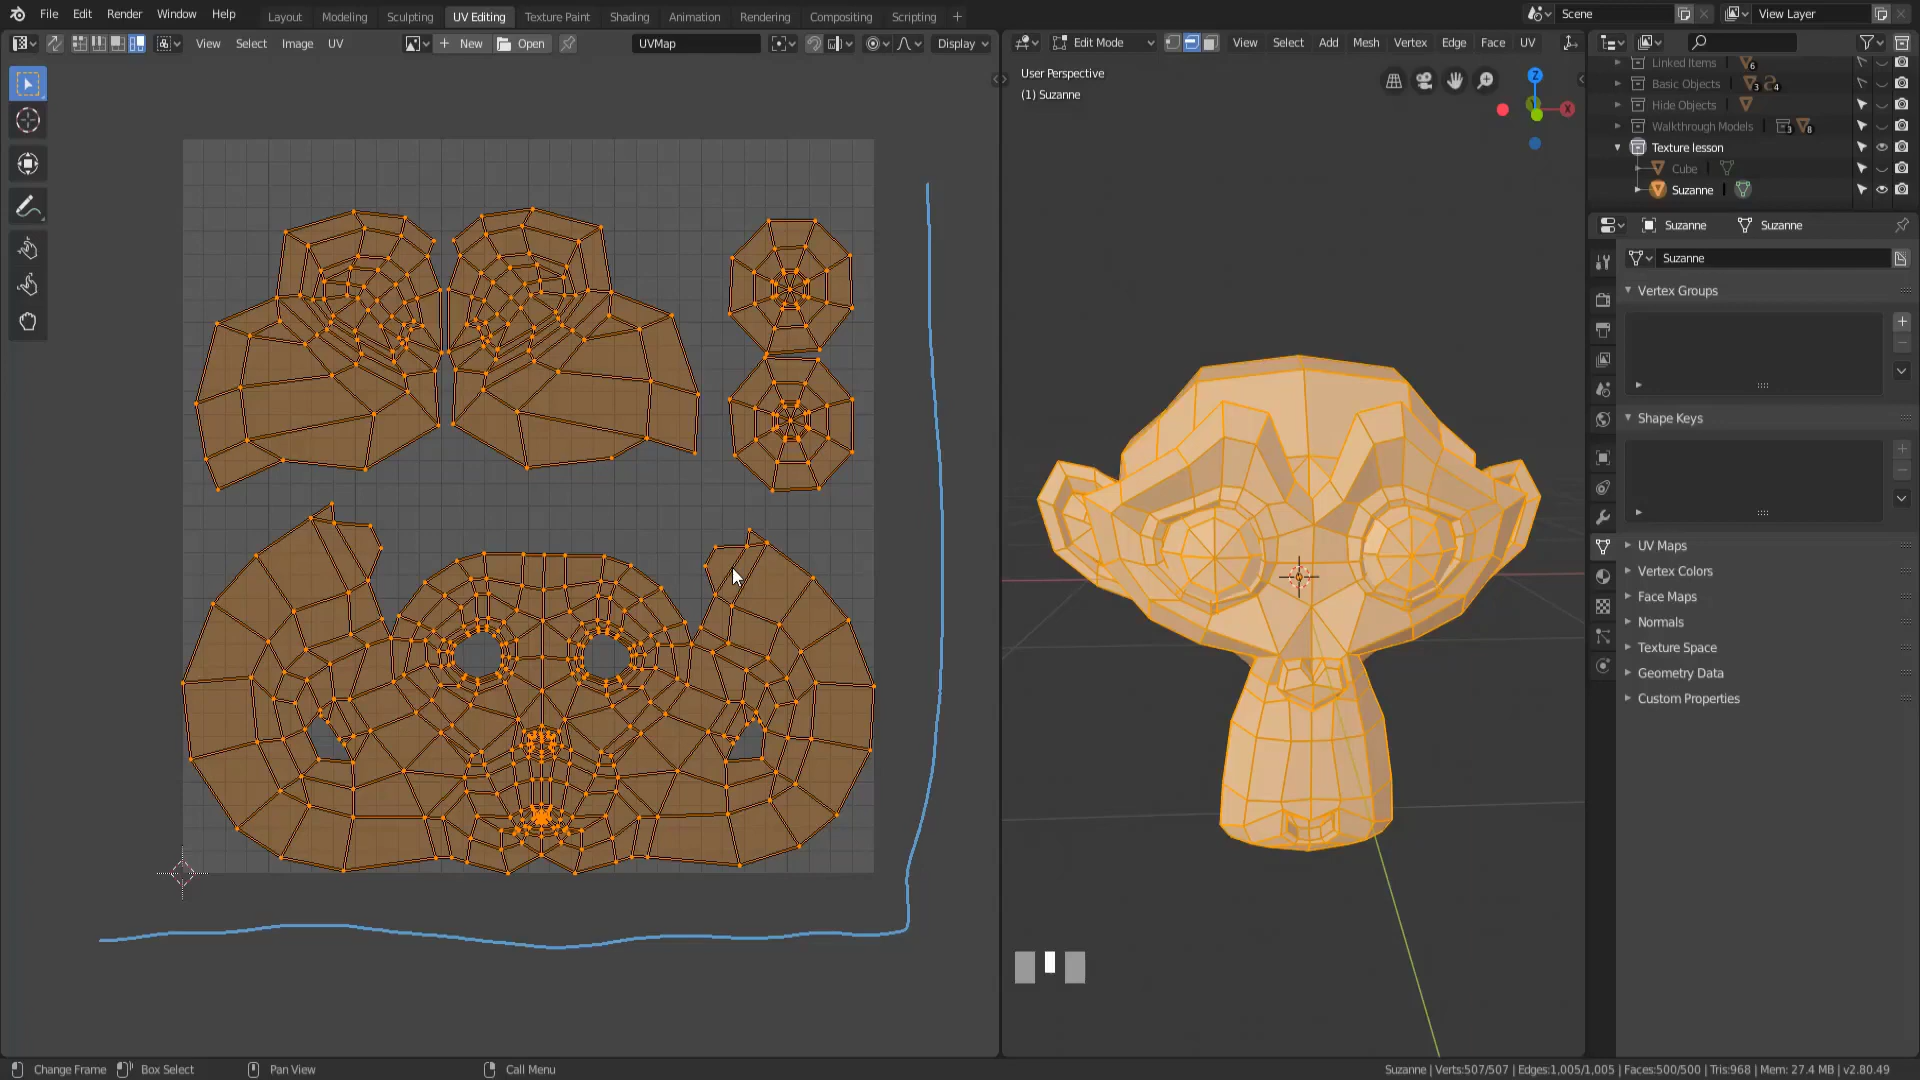 File Edit Render Window Help Layout Modeling Sculpting UV Editing Texture Paint Shading Animation Rendering Compositing Scripting + Scene View Layer
View Select Image UV New Open UVMap Display Edit Mode View Select Add Mesh Vertex Edge Face UV
User Perspective
(1) Suzanne
Z
X
Linked Items 6
Basic Objects 3 4
Hide Objects
Walkthrough Models 3 8
Texture lesson
Cube
Suzanne
Suzanne Suzanne
Suzanne
Vertex Groups
Shape Keys
UV Maps
Vertex Colors
Face Maps
Normals
Texture Space
Geometry Data
Custom Properties
Change Frame Box Select Pan View Call Menu Suzanne | Verts:507/507 | Edges:1,005/1,005 | Faces:500/500 | Tris:968 | Mem: 27.4 MB | v2.80.49